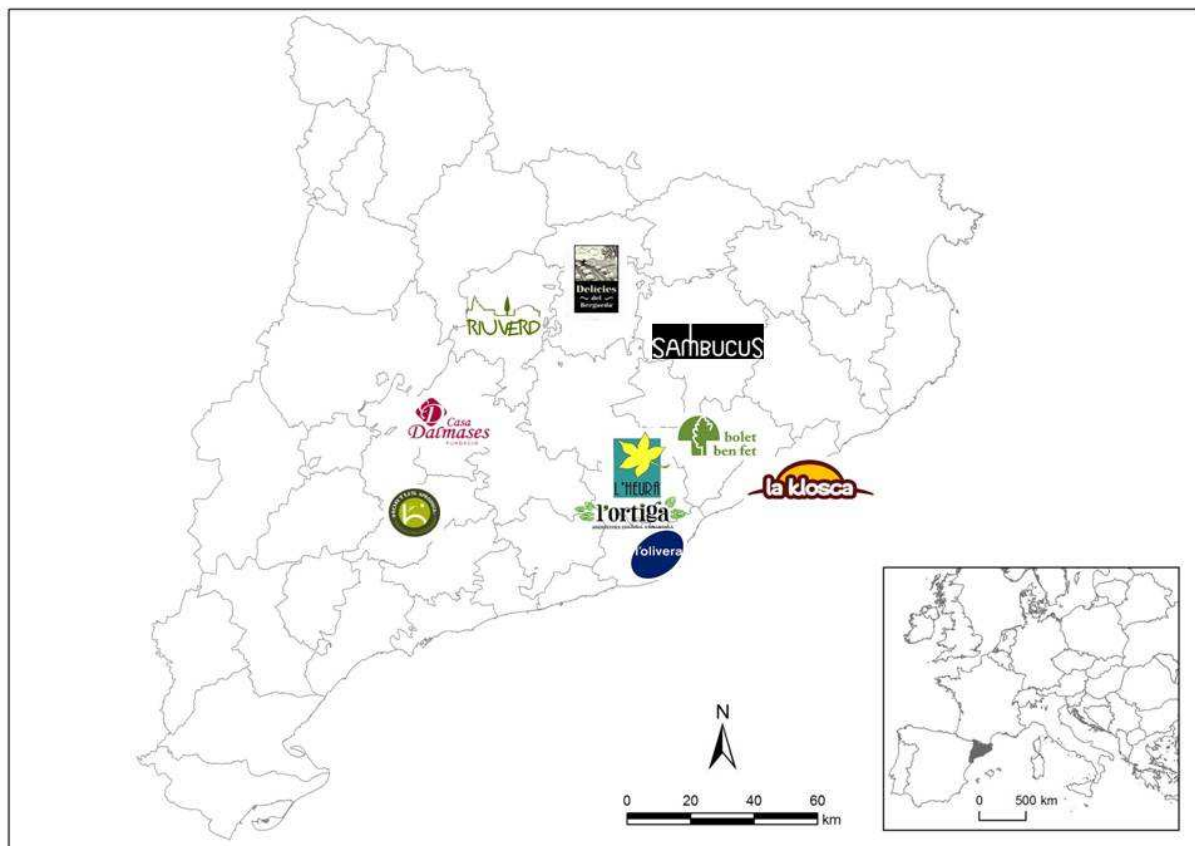 Delícies
del
Berguedà
RIUVERD
SAMBUCUS
Casa
Dalmases
FUNDACIÓ
bolet
ben fet
L'HEURA
la klosca
l'ortiga
l'olivera
N
0 20 40 60
km
0 500 km